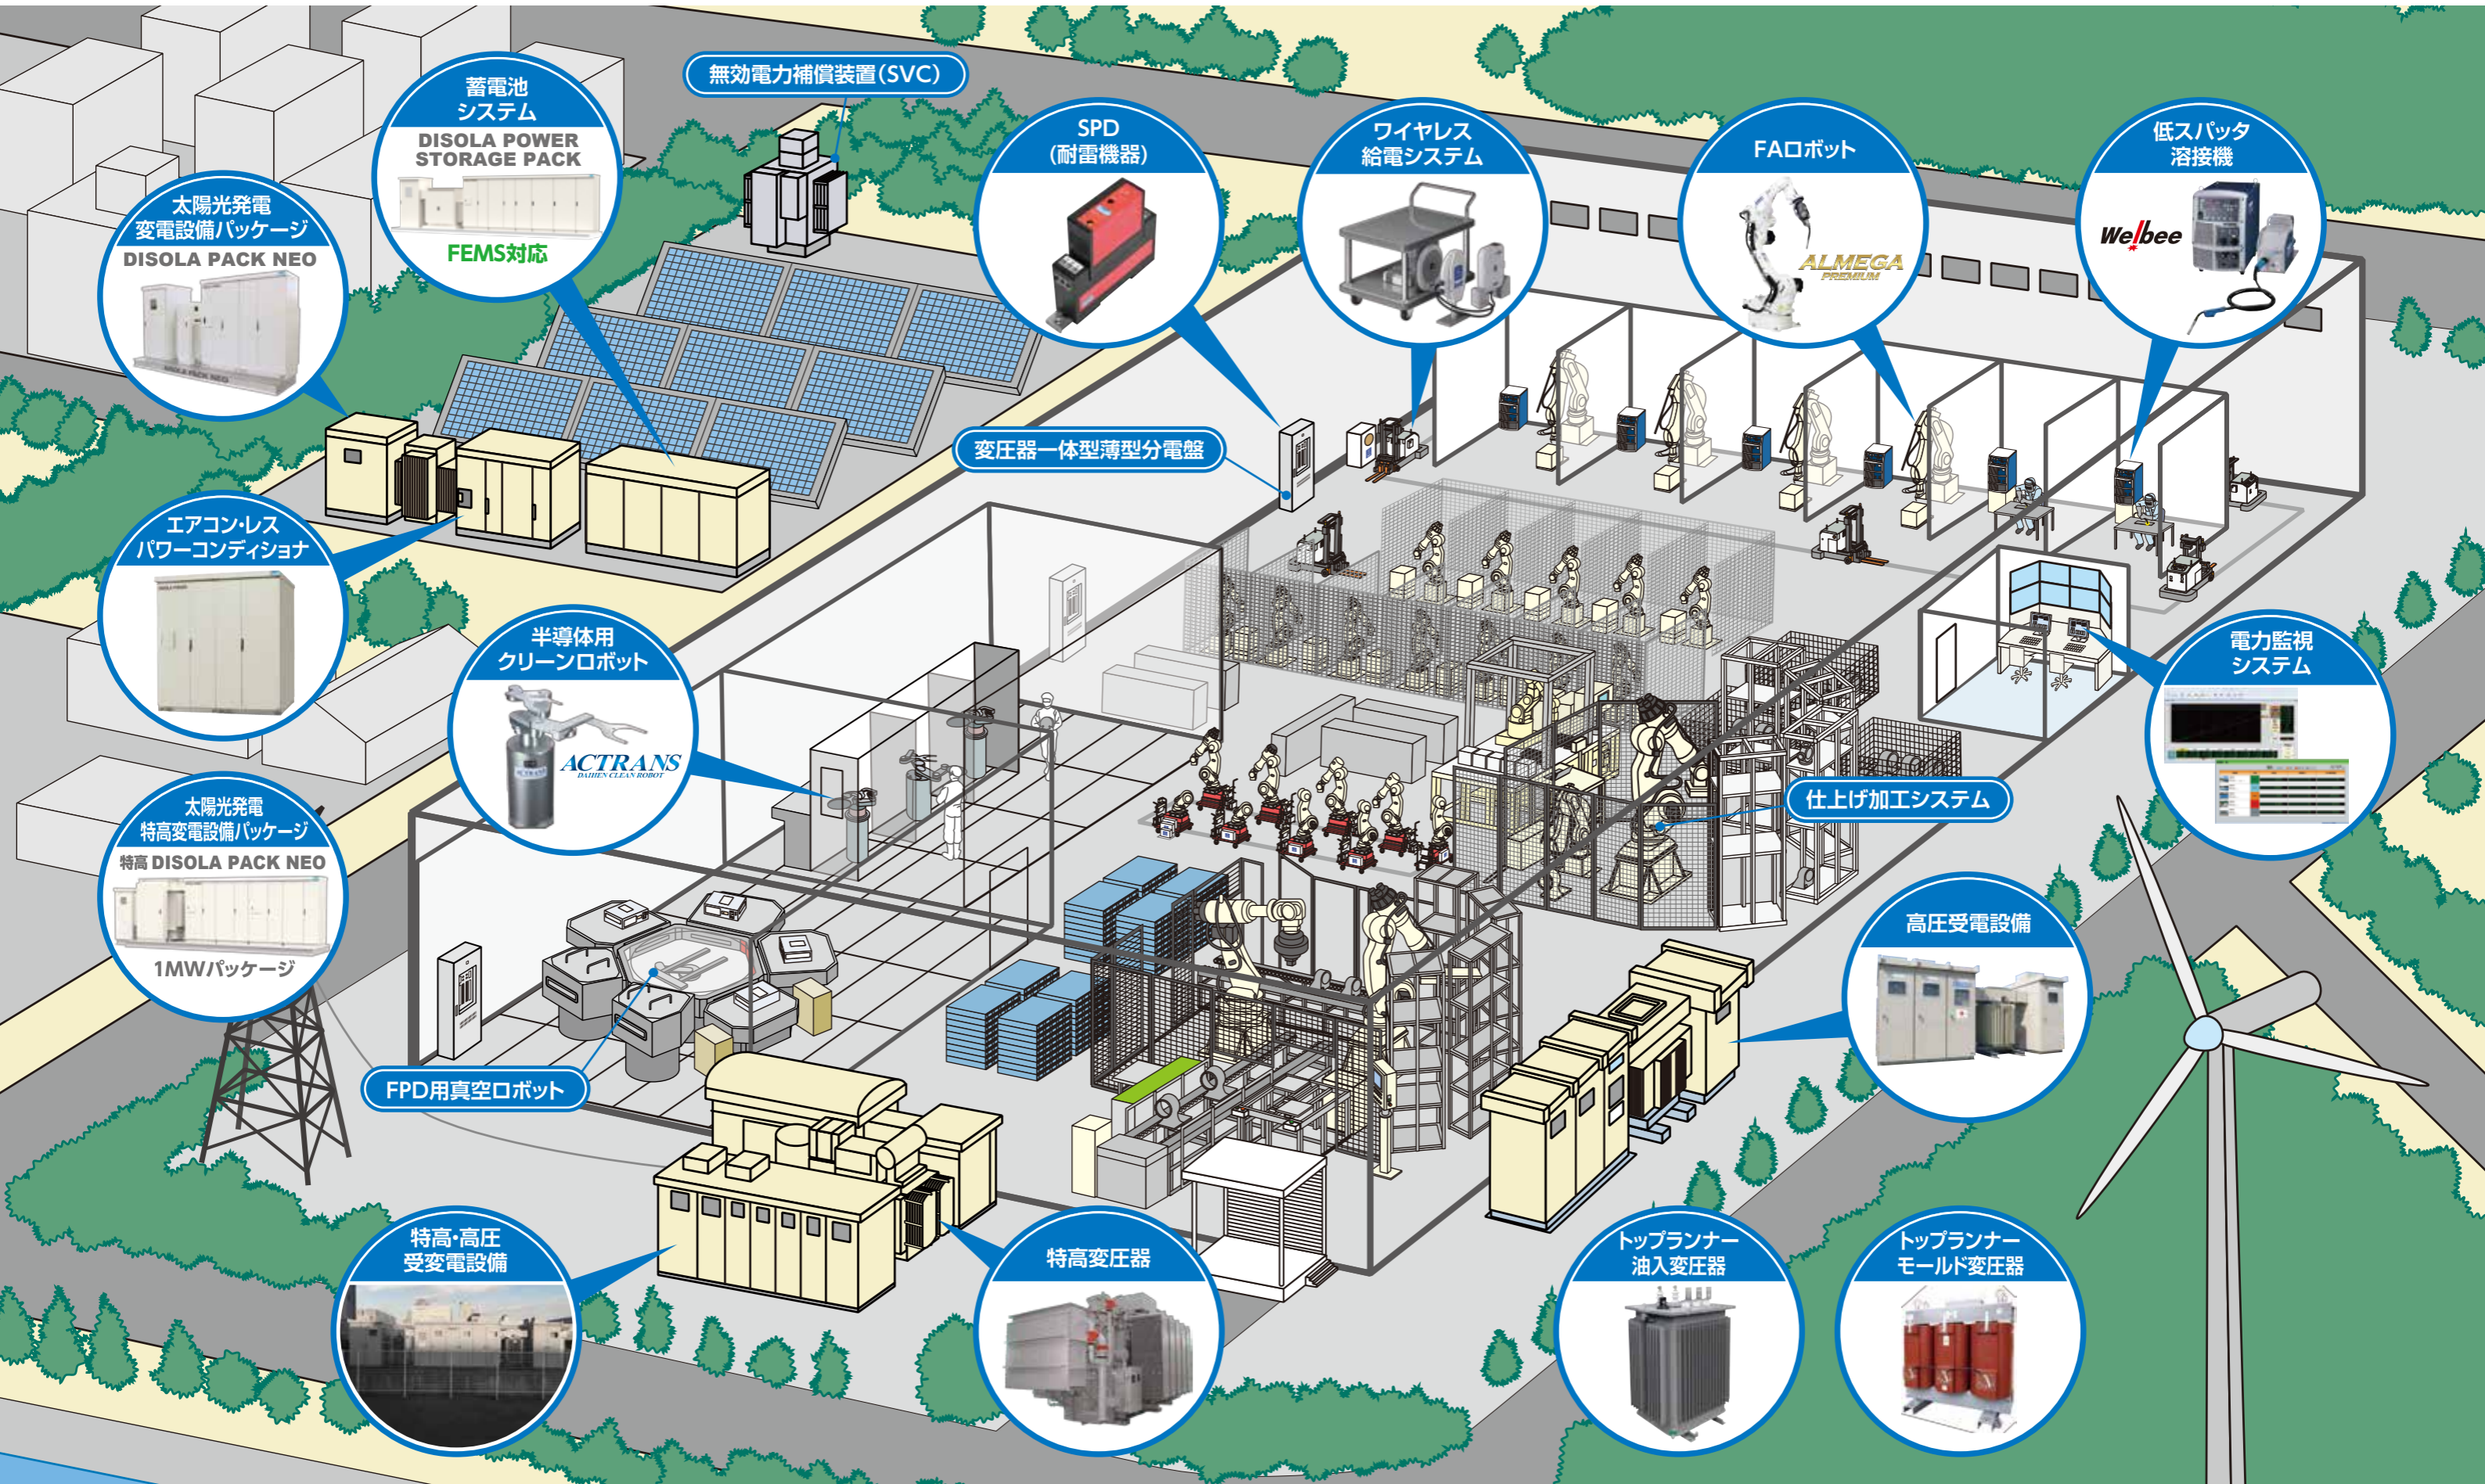 無効電力補償装置(SVC)
蓄電池
システム
DISOLA POWER
STORAGE PACK
FEMS対応
SPD
(耐雷機器)
ワイヤレス
給電システム
FAロボット
ALMEGA
PREMIUM
低スパッタ
溶接機
Welbee
太陽光発電
変電設備パッケージ
DISOLA PACK NEO
DISOLA PACK NEO
変圧器一体型薄型分電盤
エアコン・レス
パワーコンディショナ
半導体用
クリーンロボット
ACTRANS
ACTRANS
DAIHEN CLEAN ROBOT
電力監視
システム
太陽光発電
特高変電設備パッケージ
特高 DISOLA PACK NEO
1MWパッケージ
仕上げ加工システム
高圧受電設備
FPD用真空ロボット
特高・高圧
受変電設備
特高変圧器
トップランナー
油入変圧器
トップランナー
モールド変圧器